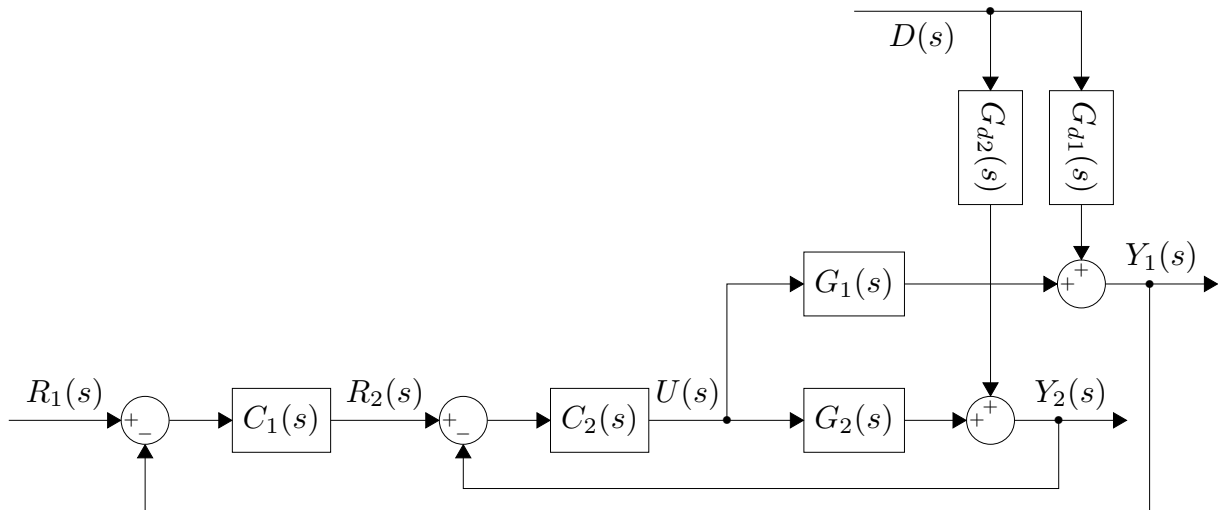 D(s)
G_{d2}(s)
G_{d1}(s)
+
+
G_1(s)
Y_1(s)
R_1(s)
+
−
C_1(s)
R_2(s)
+
−
C_2(s)
U(s)
G_2(s)
+
+
Y_2(s)